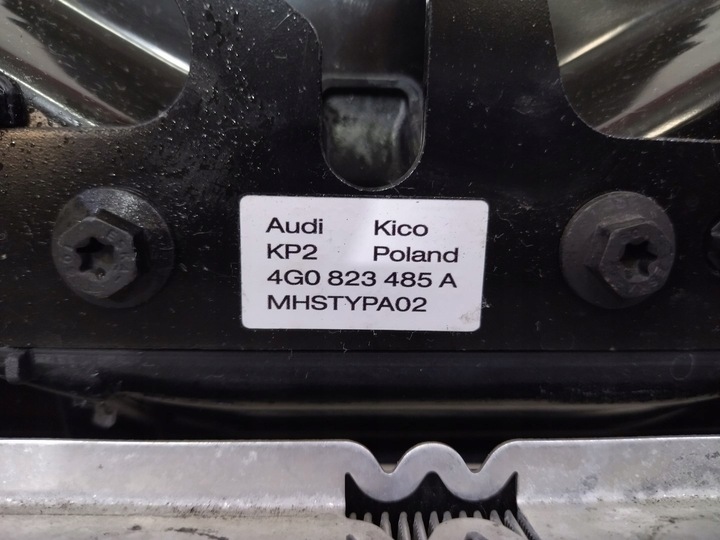 Audi Kico
KP2 Poland
4G0 823 485 A
MHSTYPA02